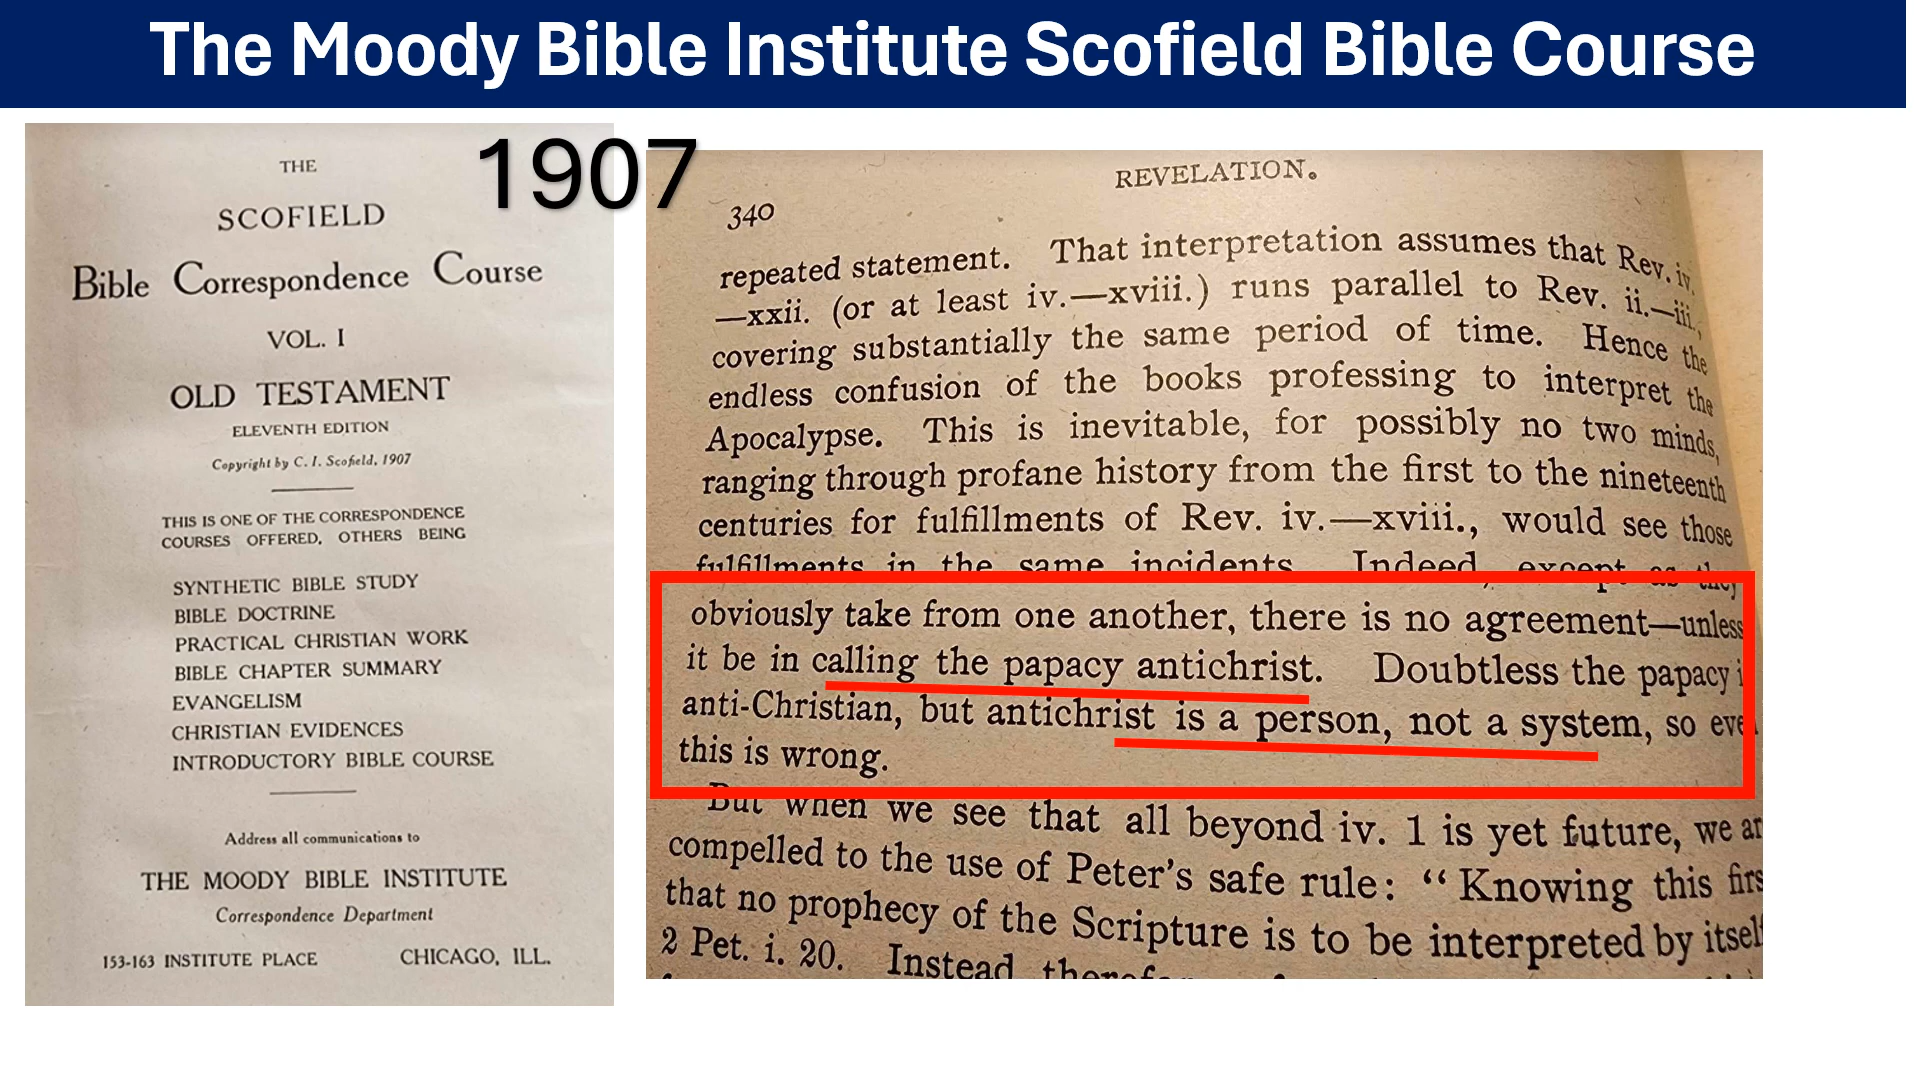 The Moody Bible Institute Scofield Bible Course
1907
THE
SCOFIELD
Bible Correspondence Course
VOL. I
OLD TESTAMENT
ELEVENTH EDITION
Copyright by C. I. Scofield, 1907
THIS IS ONE OF THE CORRESPONDENCE
COURSES OFFERED, OTHERS BEING
SYNTHETIC BIBLE STUDY
BIBLE DOCTRINE
PRACTICAL CHRISTIAN WORK
BIBLE CHAPTER SUMMARY
EVANGELISM
CHRISTIAN EVIDENCES
INTRODUCTORY BIBLE COURSE
Address all communications to
THE MOODY BIBLE INSTITUTE
Correspondence Department
153-163 INSTITUTE PLACE CHICAGO, ILL.
REVELATION.
340
repeated statement. That interpretation assumes that Rev. iv.
—xxii. (or at least iv.—xviii.) runs parallel to Rev. ii.—iii.,
covering substantially the same period of time. Hence the
endless confusion of the books professing to interpret the
Apocalypse. This is inevitable, for possibly no two minds,
ranging through profane history from the first to the nineteenth
centuries for fulfillments of Rev. iv.—xviii., would see those
fulfillments in the same incidents. Indeed, except as they
obviously take from one another, there is no agreement—unless
it be in calling the papacy antichrist. Doubtless the papacy
anti-Christian, but antichrist is a person, not a system, so
this is wrong.
But when we see that all beyond iv. 1 is yet future, we
compelled to the use of Peter's safe rule: “Knowing this
that no prophecy of the Scripture is to be interpreted by
2 Pet. i. 20. Instead